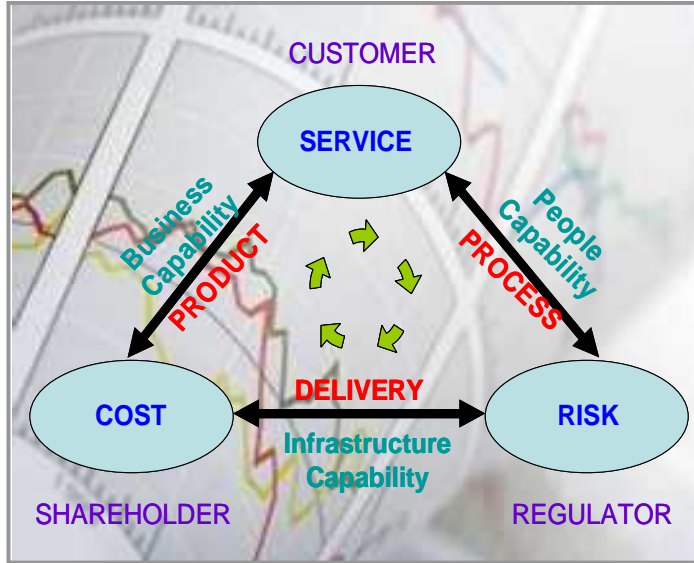 CUSTOMER
SERVICE
Business
Capability
PRODUCT
People
Capability
PROCESS
DELIVERY
COST
RISK
Infrastructure
Capability
SHAREHOLDER
REGULATOR